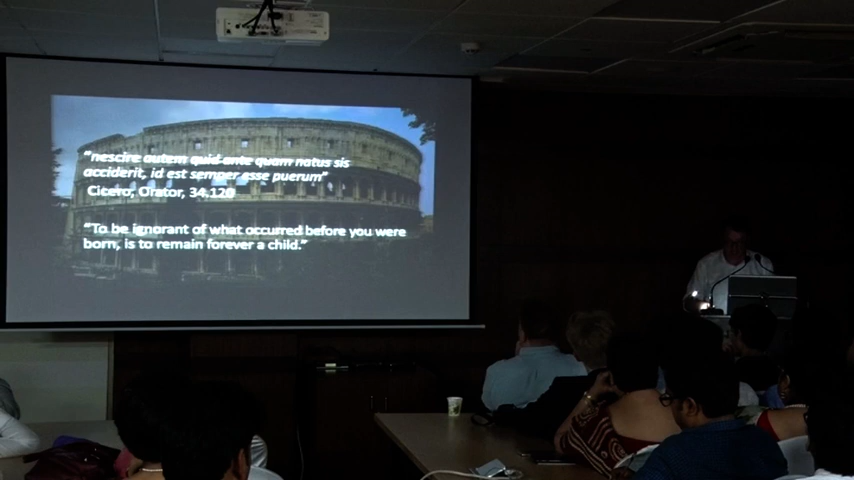 “nescire autem quid ante quam natus sis
acciderit, id est semper esse puerum”
Cicero, Orator, 34.120
“To be ignorant of what occurred before you were
born, is to remain forever a child.”